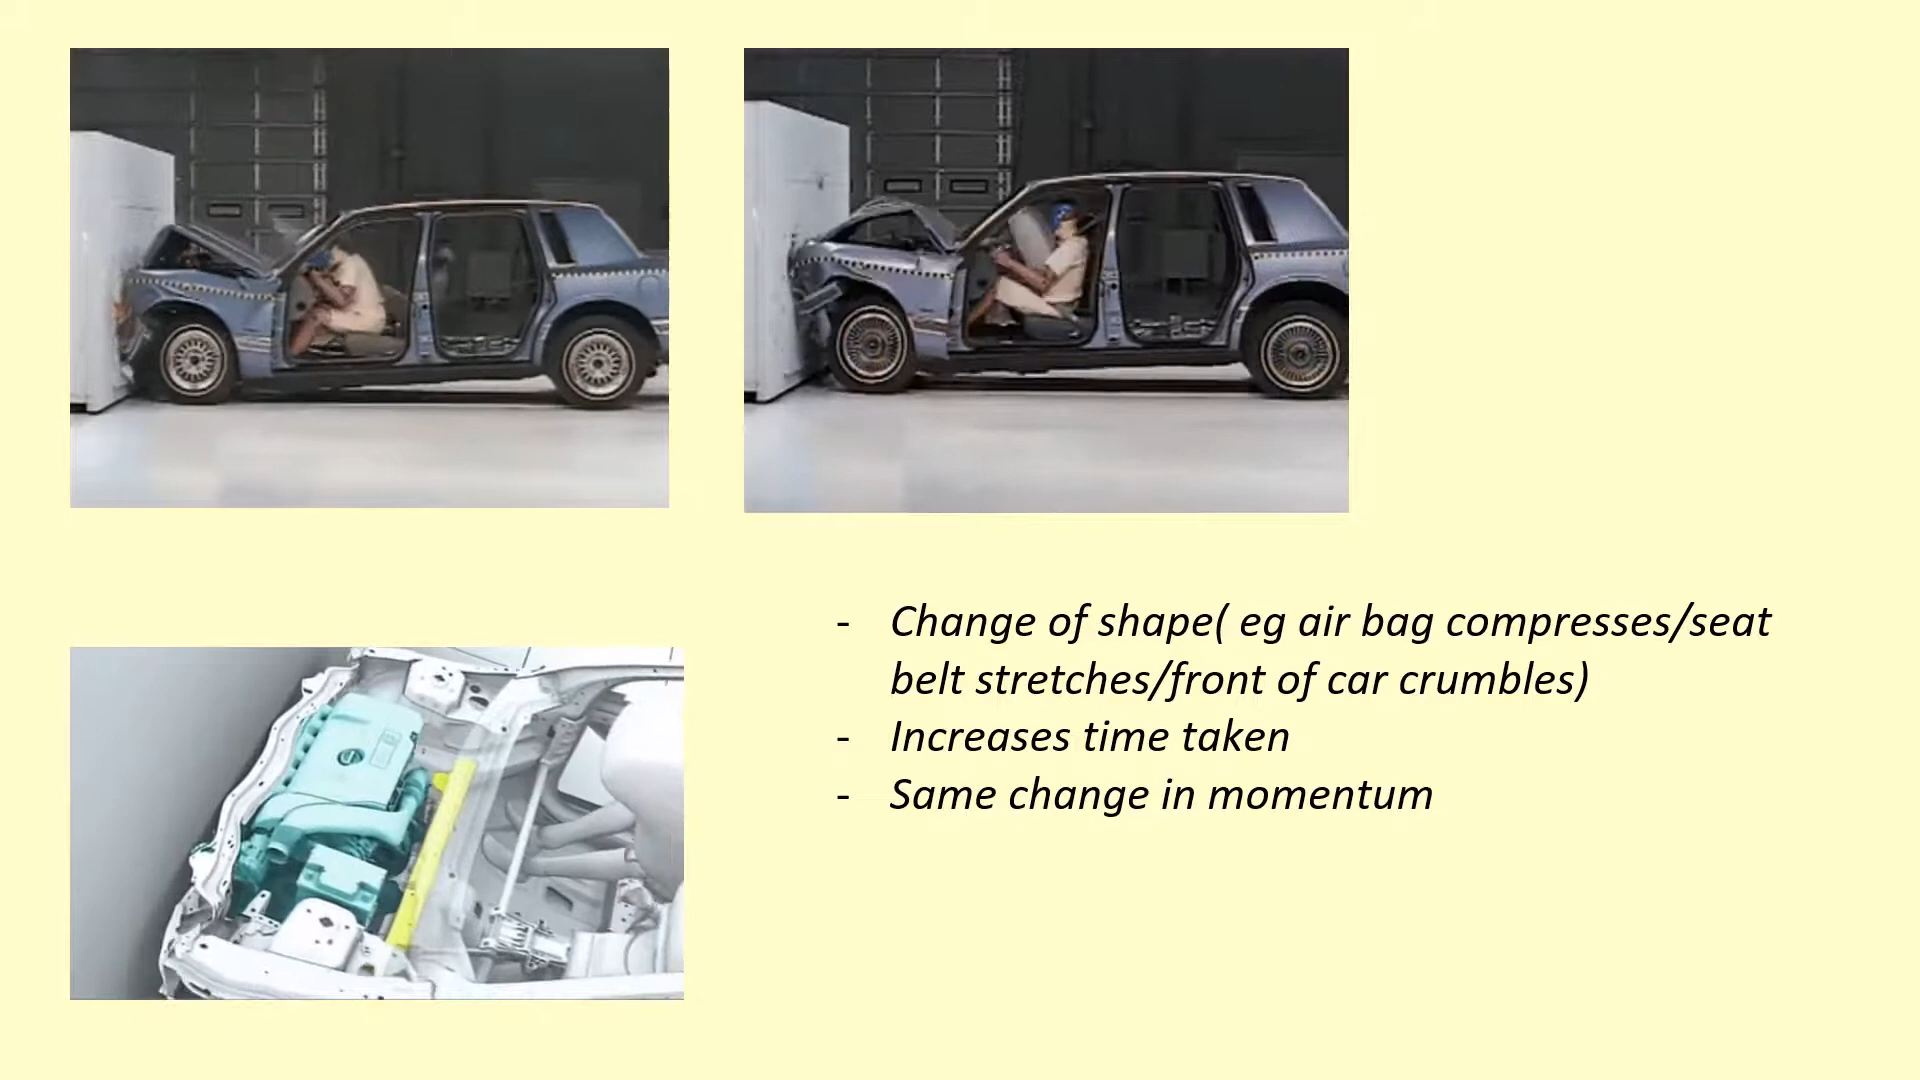 - Change of shape( eg air bag compresses/seat
belt stretches/front of car crumbles)
- Increases time taken
- Same change in momentum